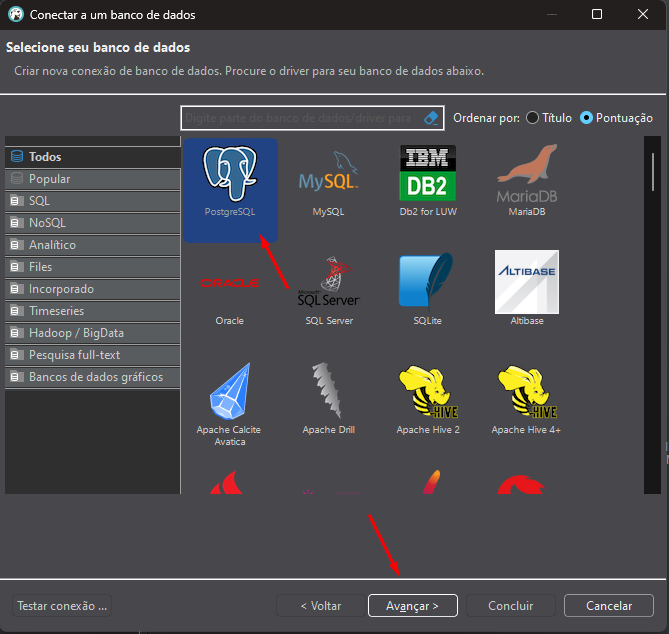 Conectar a um banco de dados
Selecione seu banco de dados
Criar nova conexão de banco de dados. Procure o driver para seu banco de dados abaixo.
Digite parte do banco de dados/driver para
Ordenar por:
Título
Pontuação
Todos
Popular
SQL
NoSQL
Analítico
Files
Incorporado
Timeseries
Hadoop / BigData
Pesquisa full-text
Bancos de dados gráficos
PostgreSQL
MySQL
MySQL
IBM
DB2
Db2 for LUW
MariaDB
MariaDB
ORACLE
Oracle
Microsoft
SQL Server
SQL Server
SQLite
ALTIBASE
Altibase
Apache Calcite
Avatica
Apache Drill
HIVE
Apache Hive 2
HIVE
Apache Hive 4+
Testar conexão ...
< Voltar
Avançar >
Concluir
Cancelar